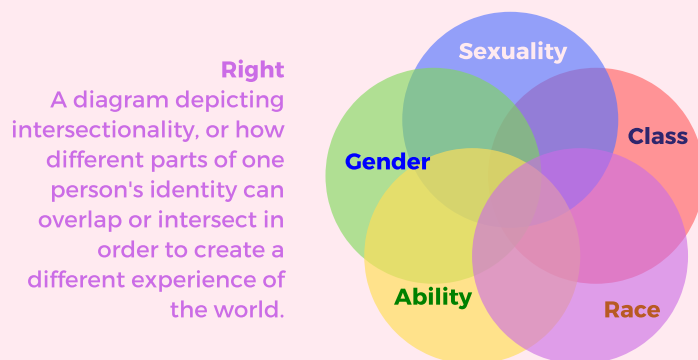 Right
A diagram depicting
intersectionality, or how
different parts of one
person's identity can
overlap or intersect in
order to create a
different experience of
the world.
Sexuality
Class
Gender
Ability
Race